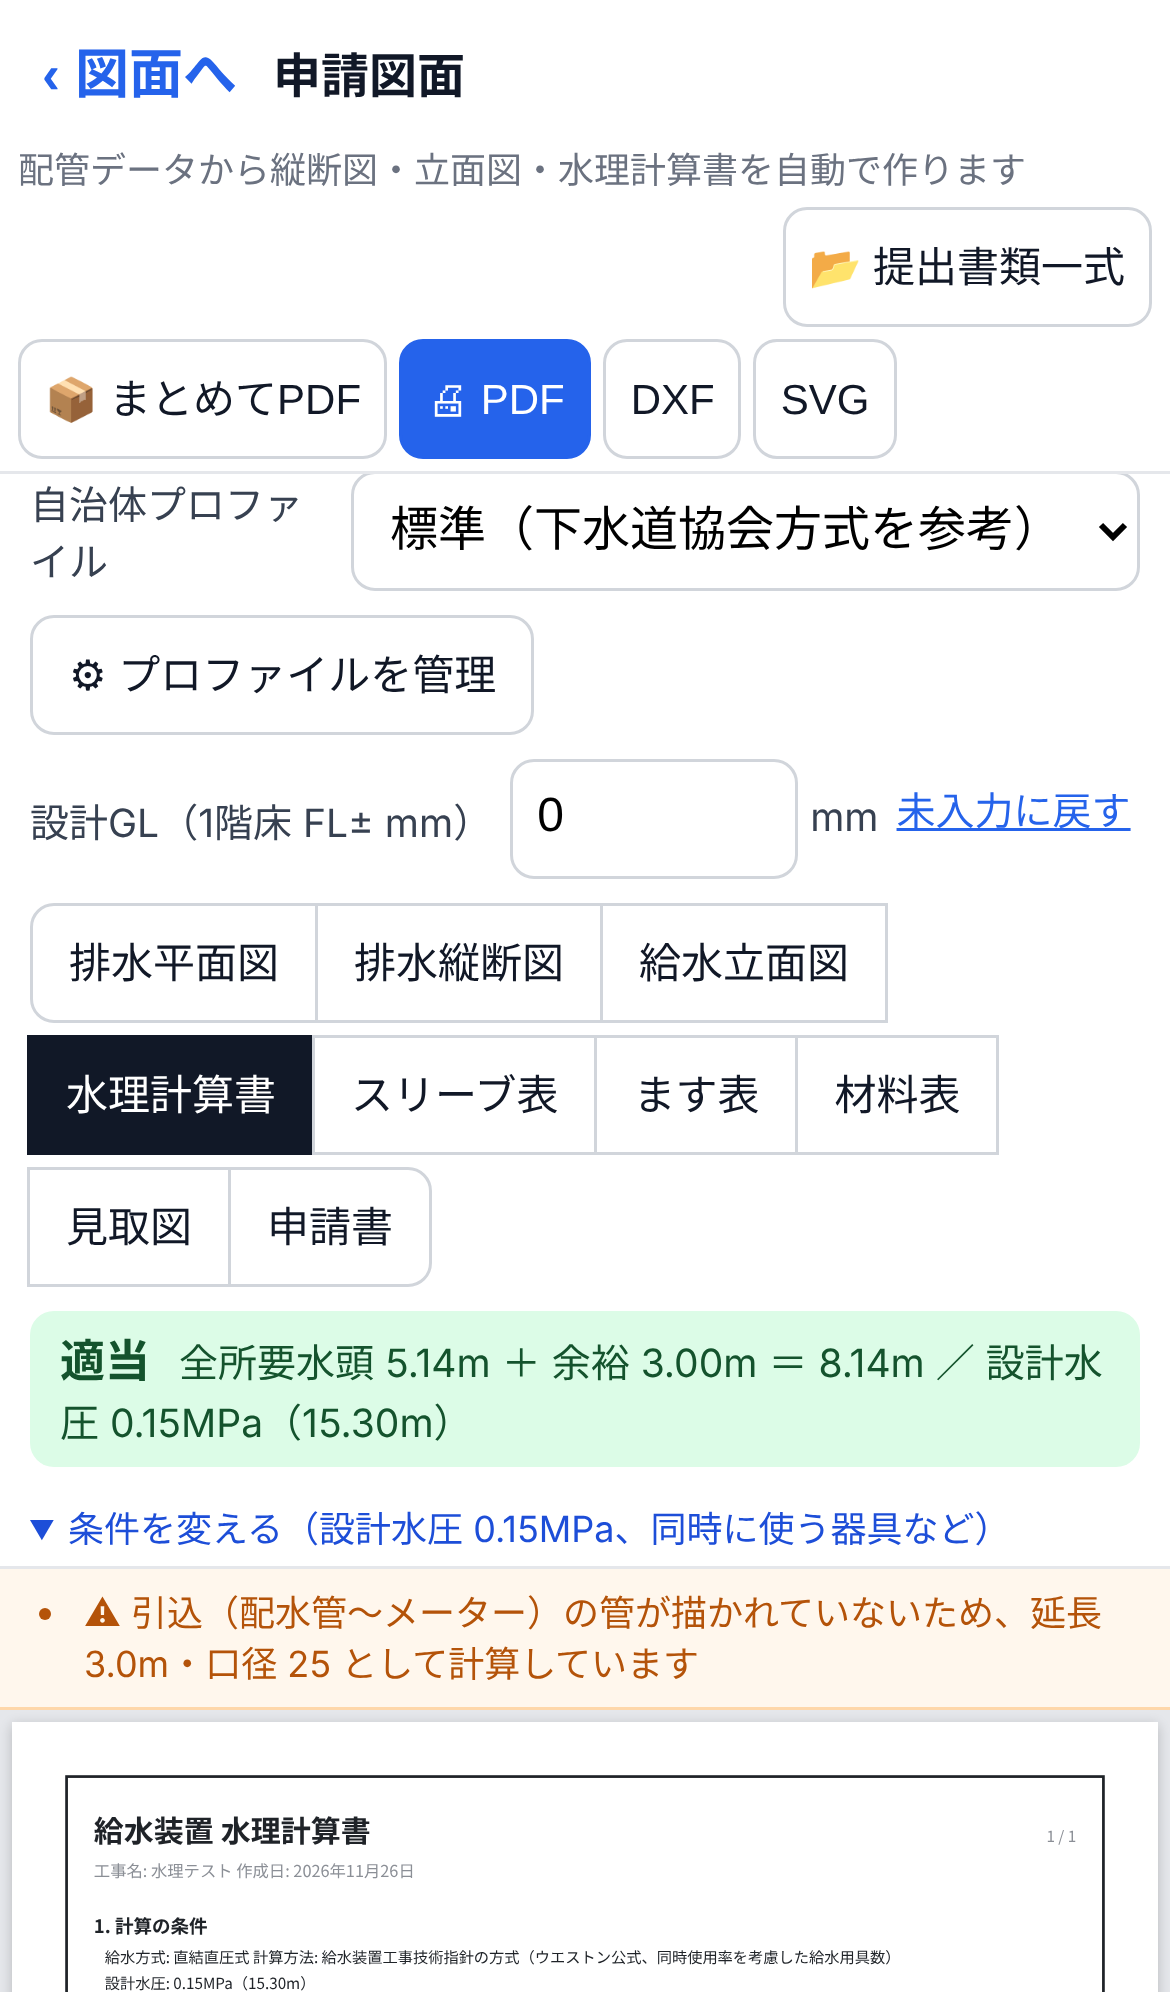 ‹ 図面へ 申請図面
配管データから縦断図・立面図・水理計算書を自動で作ります
📂 提出書類一式
📦 まとめてPDF 🖨 PDF DXF SVG
自治体プロファ
イル
標準（下水道協会方式を参考）
⚙ プロファイルを管理
設計GL（1階床 FL± mm） 0 mm 未入力に戻す
排水平面図 排水縦断図 給水立面図
水理計算書 スリーブ表 ます表 材料表
見取図 申請書
適当 全所要水頭 5.14m ＋ 余裕 3.00m ＝ 8.14m ／ 設計水
圧 0.15MPa（15.30m）
▼ 条件を変える（設計水圧 0.15MPa、同時に使う器具など）
• ⚠ 引込（配水管〜メーター）の管が描かれていないため、延長
3.0m・口径 25 として計算しています
給水装置 水理計算書
1 / 1
工事名: 水理テスト 作成日: 2026年11月26日
1. 計算の条件
給水方式: 直結直圧式 計算方法: 給水装置工事技術指針の方式（ウエストン公式、同時使用率を考慮した給水用具数）
設計水圧: 0.15MPa（15.30m）